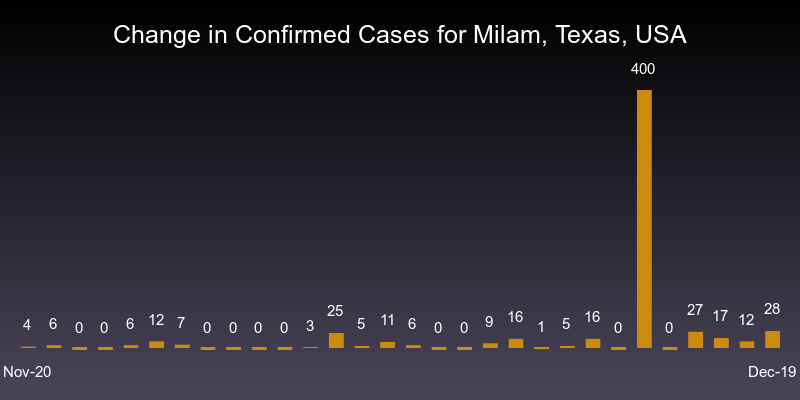 Change in Confirmed Cases for Milam, Texas, USA
400
4 6 0 0 6 12 7 0 0 0 0 3 25 5 11 6 0 0 9 16 1 5 16 0 0 27 17 12 28
Nov-20 Dec-19